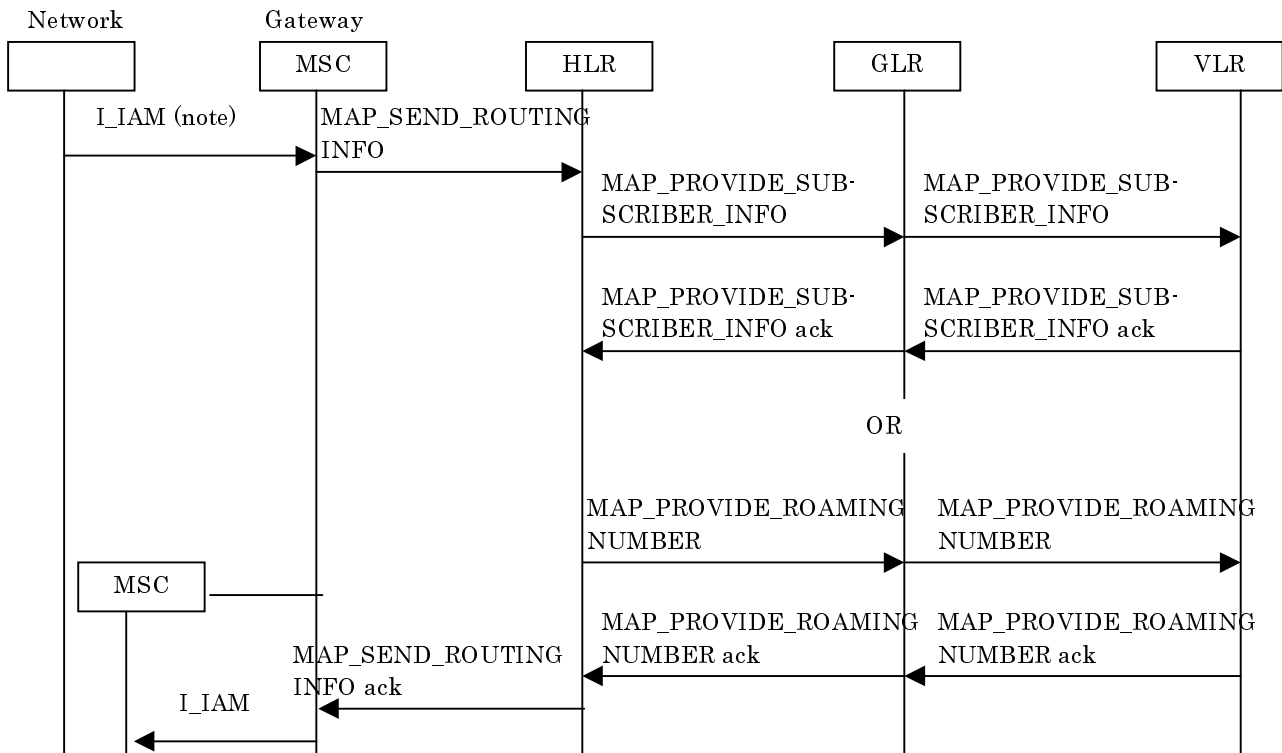 Network
Gateway
MSC
HLR
GLR
VLR
I_IAM (note)
MAP_SEND_ROUTING
INFO
MAP_PROVIDE_SUB-
SCRIBER_INFO
MAP_PROVIDE_SUB-
SCRIBER_INFO
MAP_PROVIDE_SUB-
SCRIBER_INFO ack
MAP_PROVIDE_SUB-
SCRIBER_INFO ack
OR
MAP_PROVIDE_ROAMING
NUMBER
MAP_PROVIDE_ROAMING
NUMBER
MSC
MAP_PROVIDE_ROAMING
NUMBER ack
MAP_PROVIDE_ROAMING
NUMBER ack
MAP_SEND_ROUTING
INFO ack
I_IAM